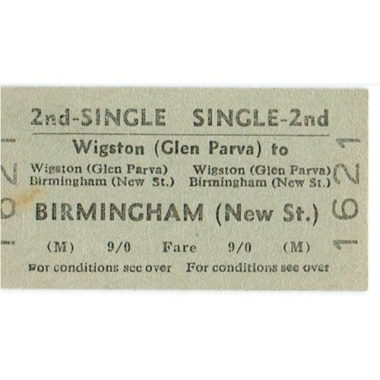 2nd-SINGLE SINGLE-2nd
Wigston (Glen Parva) to
Wigston (Glen Parva) Wigston (Glen Parva)
Birmingham (New St.) Birmingham (New St.)
BIRMINGHAM (New St.)
(M) 9/0 Fare 9/0 (M)
For conditions see over For conditions see over
1621
1621